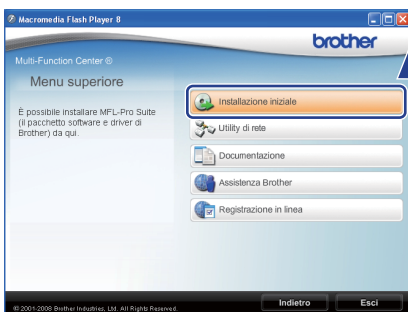 Macromedia Flash Player 8
brother
Multi-Function Center ®
Menu superiore
È possibile installare MFL-Pro Suite
(il pacchetto software e driver di
Brother) da qui.
Installazione iniziale
Utility di rete
Documentazione
Assistenza Brother
Registrazione in linea
© 2001-2008 Brother Industries, Ltd. All Rights Reserved.
Indietro
Esci